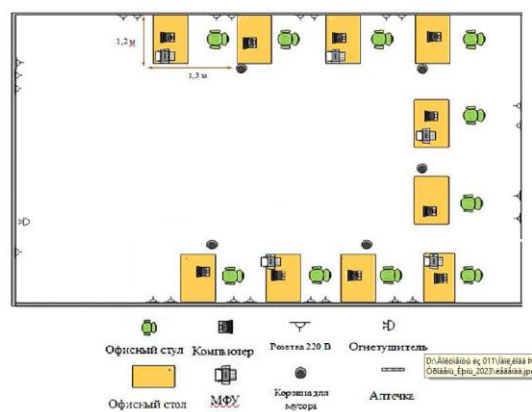 1,2 м
1,5 м
Офисный стул
Компьютер
Розетка 220 В
Огнетушитель
Офисный стол
МФУ
Корзина для
мусора
Аптечка